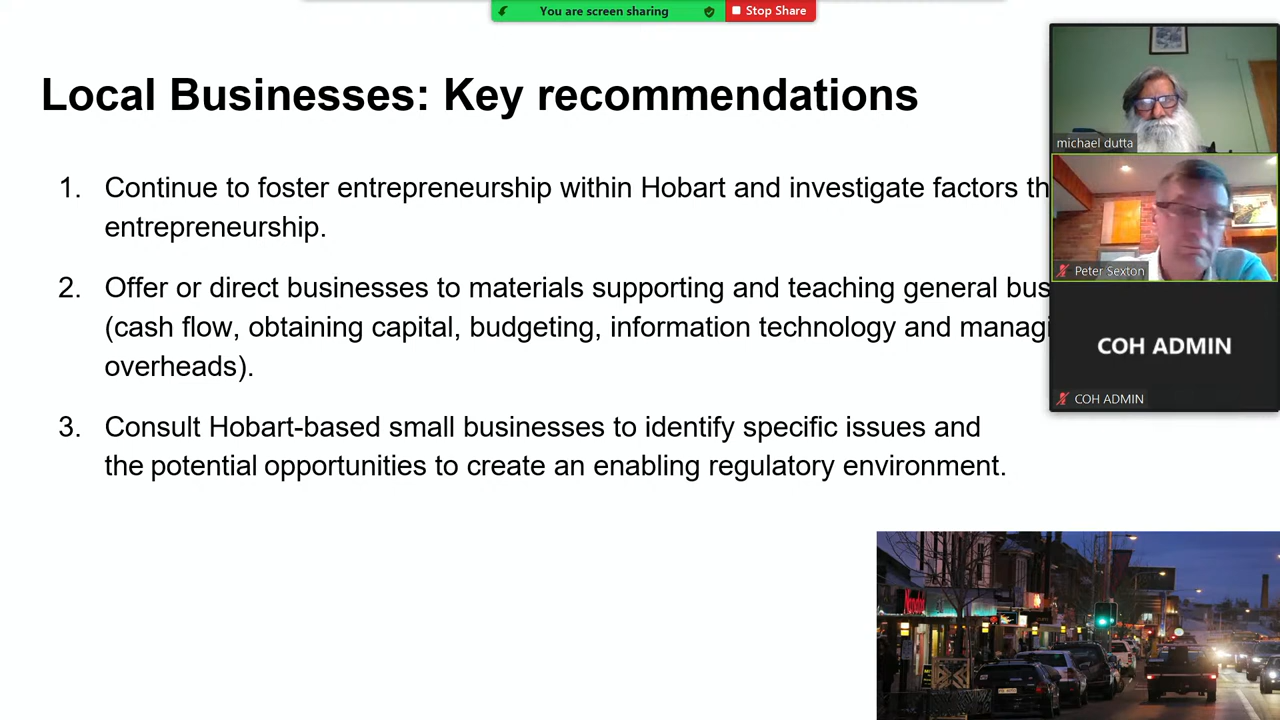 You are screen sharing
Stop Share
Local Businesses: Key recommendations
michael dutta
1. Continue to foster entrepreneurship within Hobart and investigate factors
entrepreneurship.
Peter Sexton
2. Offer or direct businesses to materials supporting and teaching general
(cash flow, obtaining capital, budgeting, information technology and
overheads).
COH ADMIN
COH ADMIN
3. Consult Hobart-based small businesses to identify specific issues and
the potential opportunities to create an enabling regulatory environment.